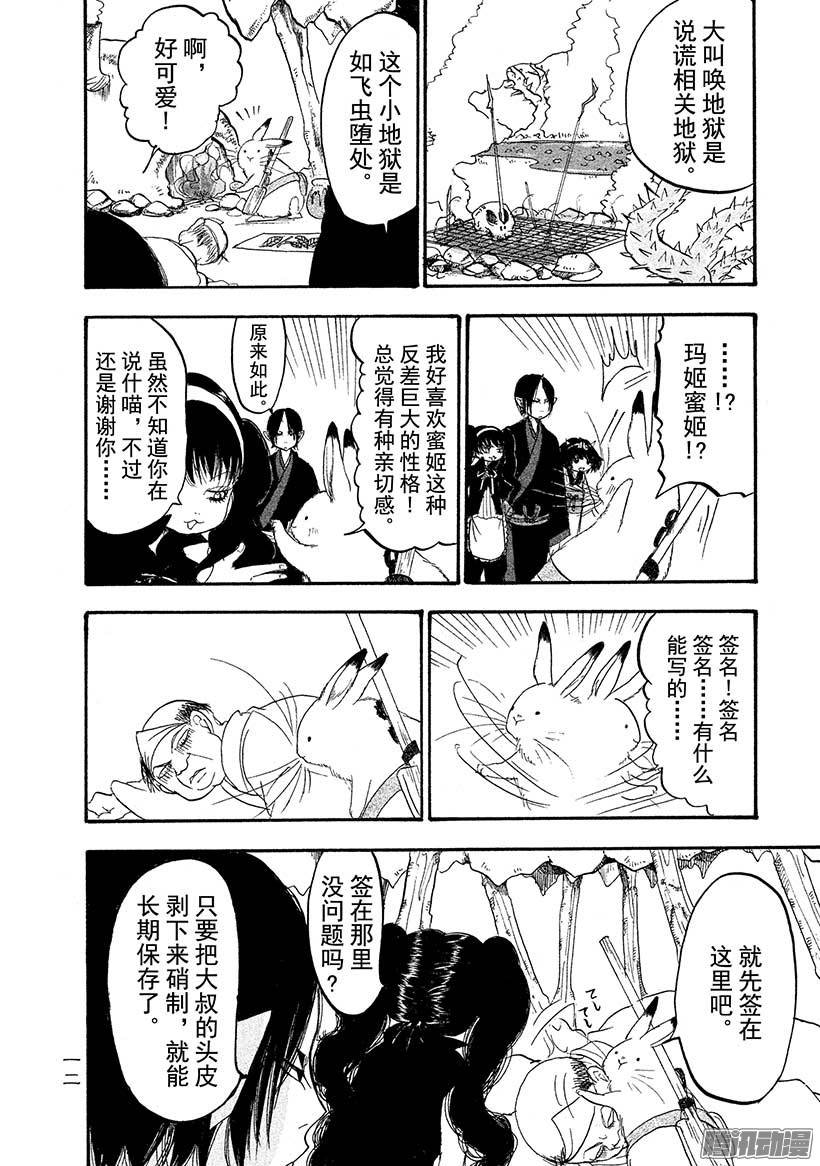 大叫唤地狱是
说谎相关地狱。
这个小地狱是
如飞虫堕处。
啊，
好可爱！
……!?
玛姬蜜姬!?
我好喜欢蜜姬这种
反差巨大的性格！
总觉得有种亲切感。
原来如此。
虽然不知道你在
说什喵，不过
还是谢谢你……
签名！签名
签名……有什么
能写的……
就先签在
这里吧。
てい
てい
签在那里
没问题吗？
只要把大叔的头皮
剥下来硝制，就能
长期保存了。
一二
腾讯动漫